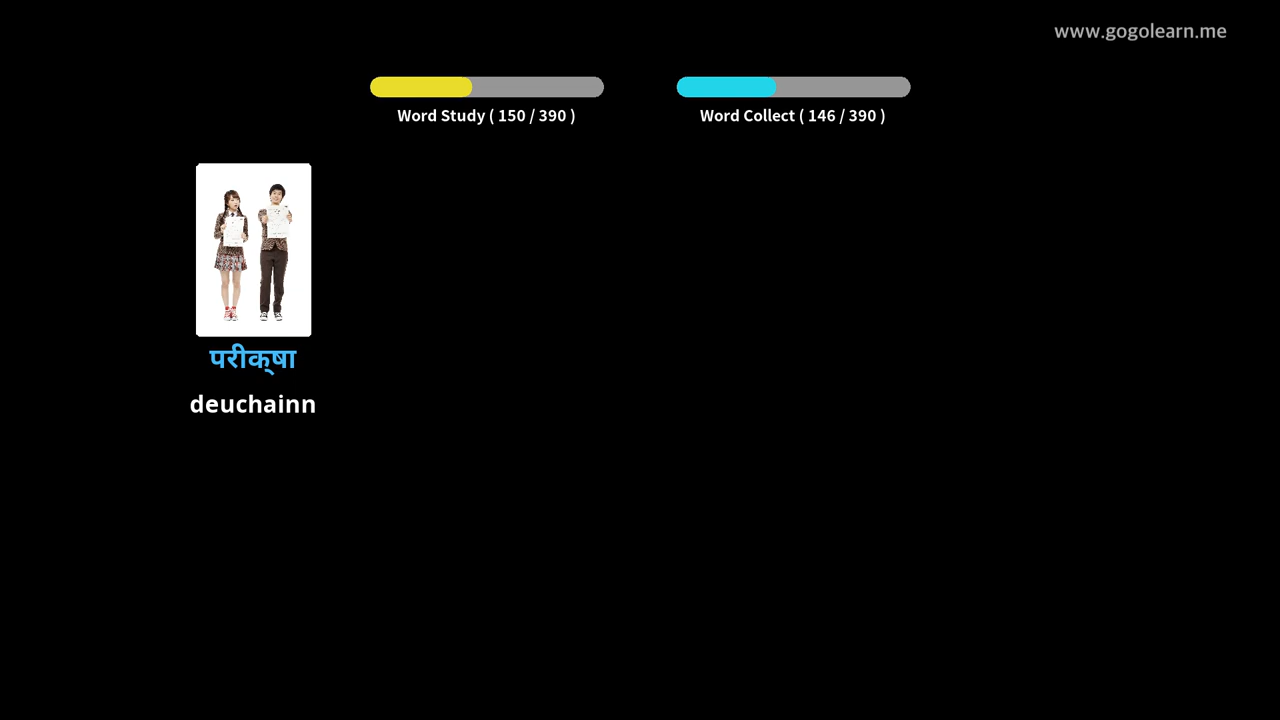 www.gogolearn.me
Word Study ( 150 / 390 )
Word Collect ( 146 / 390 )
परीक्‌षा
deuchainn